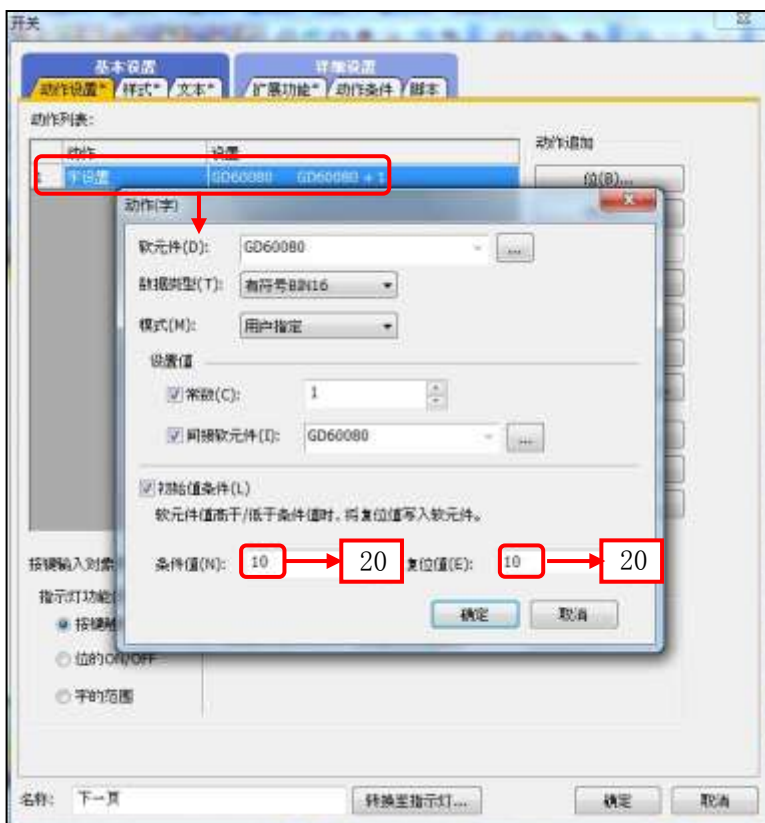 开关
基本设置
详细设置
动作设置* 样式* 文本* 扩展功能* 动作条件 脚本
动作列表:
动作 设置
动作追加
1 字设置 GD60080 GD60080 + 1
位(B)...
动作(字)
软元件(D): GD60080 ...
数据类型(T): 有符号BIN16
模式(M): 用户指定
设置值
常数(C): 1
间接软元件(I): GD60080 ...
初始值条件(L)
软元件值高于/低于条件值时，将复位值写入软元件。
条件值(N): 10 20 复位值(E): 10 20
按键输入对象
指示灯功能
确定 取消
按键触
位的ON/OFF
字的范围
名称: 下一页 转换至指示灯... 确定 取消